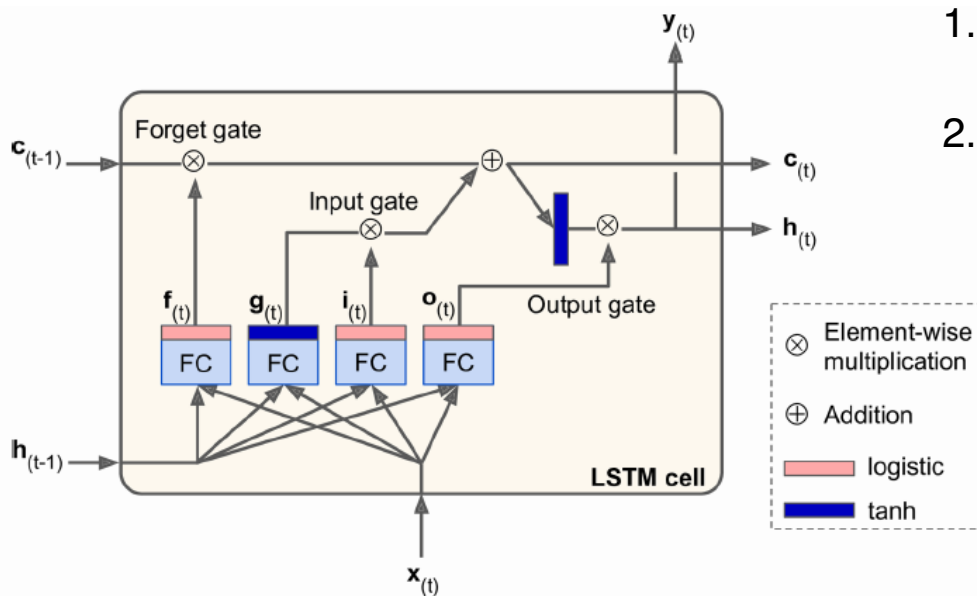 y(t)
1.
Forget gate
2.
c(t-1)
c(t)
Input gate
h(t)
f(t)
g(t)
i(t)
o(t)
Output gate
FC
FC
FC
FC
Element-wise
multiplication
Addition
h(t-1)
LSTM cell
logistic
tanh
x(t)